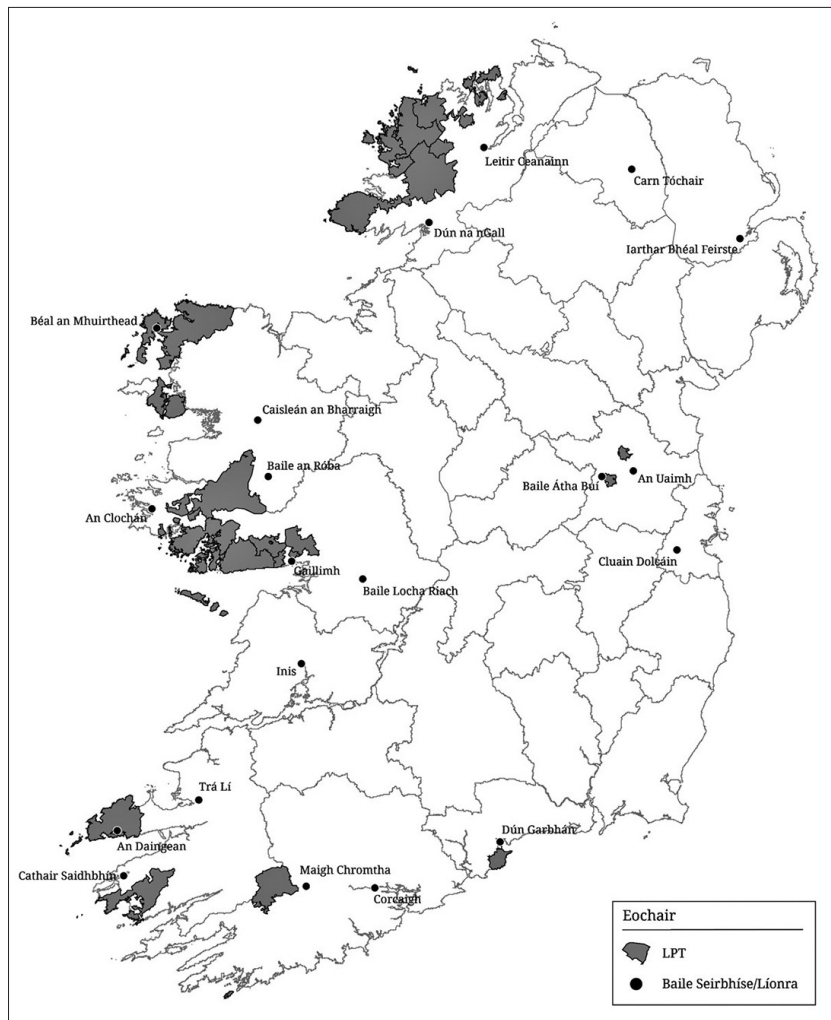 Leitir Ceanainn
Carn Tóchair
Dún na nGall
Iarthar Bhéal Feirste
Béal an Mhuirthead
Caisleán an Bharraigh
Baile an Róba
Baile Átha Buí
An Uaimh
An Clochán
Cluain Dolcáin
Gaillimh
Baile Locha Riach
Inis
Trá Lí
Dún Garbhán
An Daingean
Cathair Saidhbhín
Maigh Chromtha
Corcaigh
Eochair
LPT
Baile Seirbhíse/Líonra